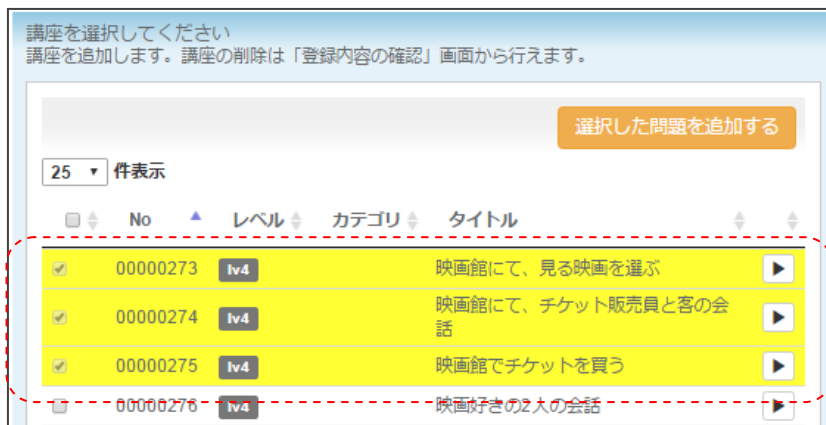 講座を選択してください
講座を追加します。講座の削除は「登録内容の確認」画面から行えます。
選択した問題を追加する
25 件表示
No レベル カテゴリ タイトル
00000273 lv4 映画館にて、見る映画を選ぶ
00000274 lv4 映画館にて、チケット販売員と客の会
話
00000275 lv4 映画館でチケットを買う
00000276 lv4 映画好きの2人の会話